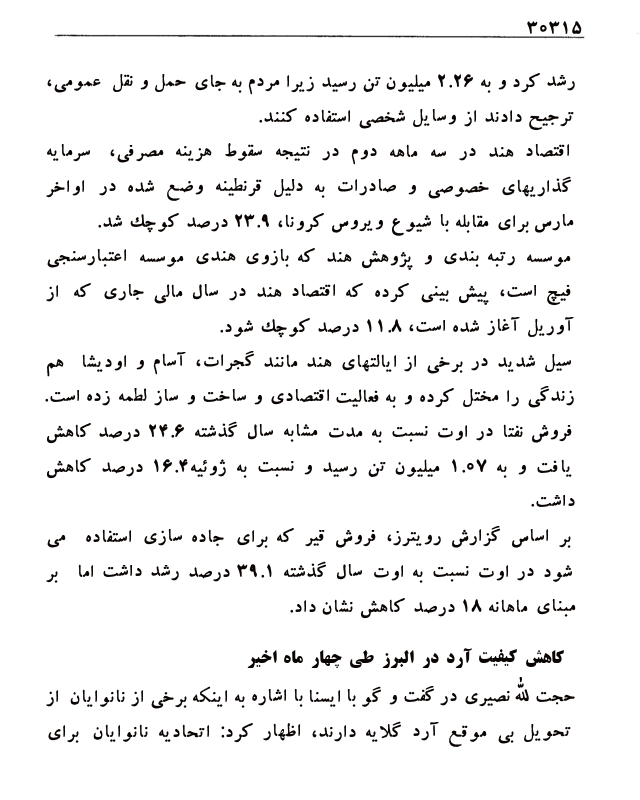 ۳۰۳۱۵
رشد کرد و به ۲.۲۶ میلیون تن رسید زیرا مردم به جای حمل و نقل عمومی،
ترجیح دادند از وسایل شخصی استفاده کنند.
اقتصاد هند در سه ماهه دوم در نتیجه سقوط هزینه مصرفی، سرمایه
گذاریهای خصوصی و صادرات به دلیل قرنطینه وضع شده در اواخر
مارس برای مقابله با شیوع ویروس کرونا، ۲۳.۹ درصد کوچك شد.
موسسه رتبه بندی و پژوهش هند که بازوی هندی موسسه اعتبارسنجی
فیچ است، پیش بینی کرده که اقتصاد هند در سال مالی جاری که از
آوریل آغاز شده است، ۱۱.۸ درصد کوچك شود.
سیل شدید در برخی از ایالتهای هند مانند گجرات، آسام و اودیشا هم
زندگی را مختل کرده و به فعالیت اقتصادی و ساخت و ساز لطمه زده است.
فروش نفتا در اوت نسبت به مدت مشابه سال گذشته ۲۴.۶ درصد کاهش
یافت و به ۱.۰۷ میلیون تن رسید و نسبت به ژوئیه۱۶.۴ درصد کاهش
داشت.
بر اساس گزارش رویترز، فروش قیر که برای جاده سازی استفاده می
شود در اوت نسبت به اوت سال گذشته ۳۹.۱ درصد رشد داشت اما بر
مبنای ماهانه ۱۸ درصد کاهش نشان داد.
کاهش کیفیت آرد در البرز طی چهار ماه اخیر
حجت لله نصیری در گفت و گو با ایسنا با اشاره به اینکه برخی از نانوایان از
تحویل بی موقع آرد گلایه دارند، اظهار کرد: اتحادیه نانوایان برای